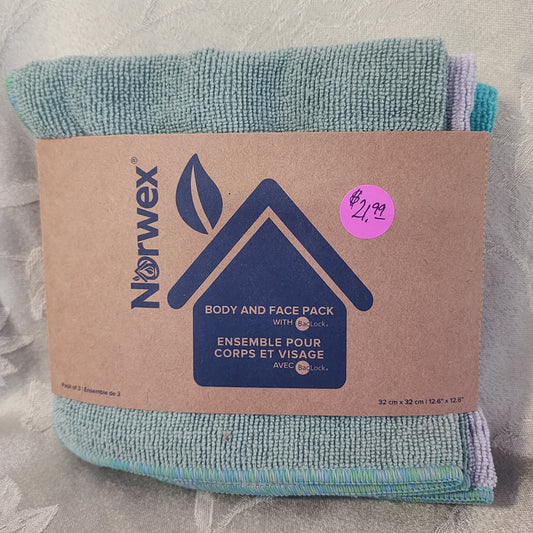 Norwex®
$21.99
BODY AND FACE PACK
WITH BacLock®
ENSEMBLE POUR
CORPS ET VISAGE
AVEC BacLock®
Pack of 3 | Ensemble de 3
32 cm x 32 cm | 12.6" x 12.6"